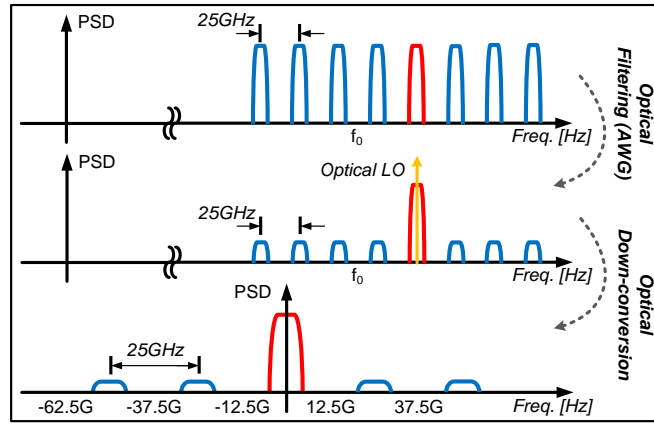 PSD
25GHz
f₀
Freq. [Hz]
Optical
Filtering (AWG)
PSD
Optical LO
25GHz
f₀
Freq. [Hz]
Optical
Down-conversion
PSD
25GHz
-62.5G -37.5G -12.5G 12.5G 37.5G Freq. [Hz]